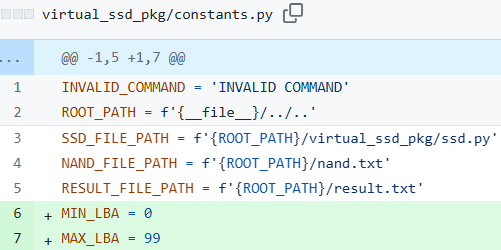 virtual_ssd_pkg/constants.py
... @@ -1,5 +1,7 @@
1 INVALID_COMMAND = 'INVALID COMMAND'
2 ROOT_PATH = f'{__file__}/../..'
3 SSD_FILE_PATH = f'{ROOT_PATH}/virtual_ssd_pkg/ssd.py'
4 NAND_FILE_PATH = f'{ROOT_PATH}/nand.txt'
5 RESULT_FILE_PATH = f'{ROOT_PATH}/result.txt'
6 + MIN_LBA = 0
7 + MAX_LBA = 99